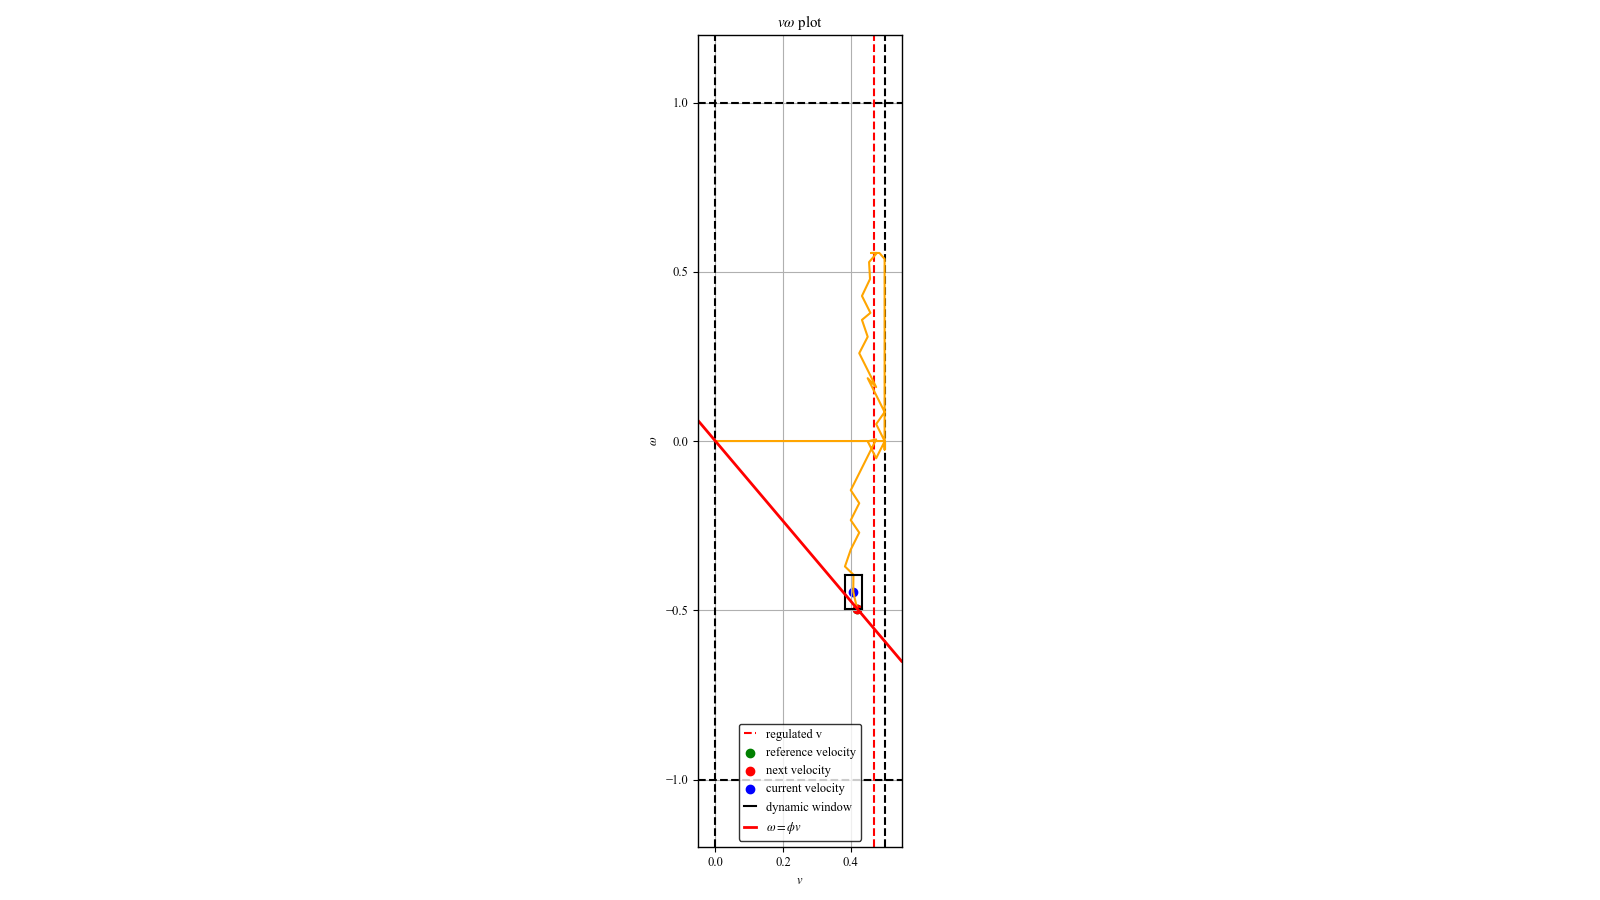 vω plot
1.0
0.5
0.0
−0.5
−1.0
ω
regulated v
reference velocity
next velocity
current velocity
dynamic window
ω = ϕv
0.0 0.2 0.4
v